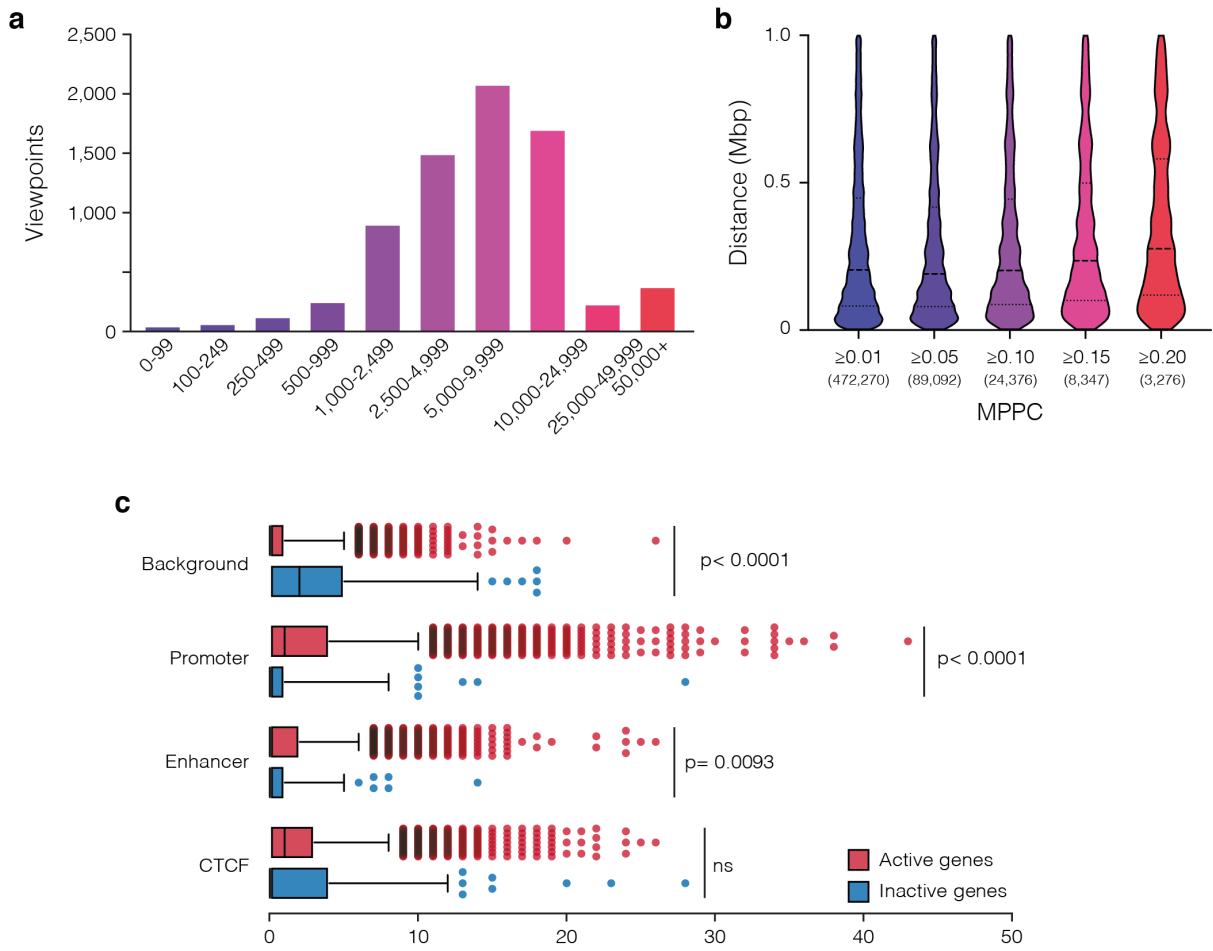 a
Viewpoints
2,500
2,000
1,500
1,000
0
0-99
100-249
250-499
500-999
1,000-2,499
2,500-4,999
5,000-9,999
10,000-24,999
25,000-49,999
50,000+
b
Distance (Mbp)
1.0
0.5
0
≥0.01 ≥0.05 ≥0.10 ≥0.15 ≥0.20
(472,270) (89,092) (24,376) (8,347) (3,276)
MPPC
c
Background
p< 0.0001
Promoter
p< 0.0001
Enhancer
p= 0.0093
CTCF
ns
Active genes
Inactive genes
0 10 20 30 40 50